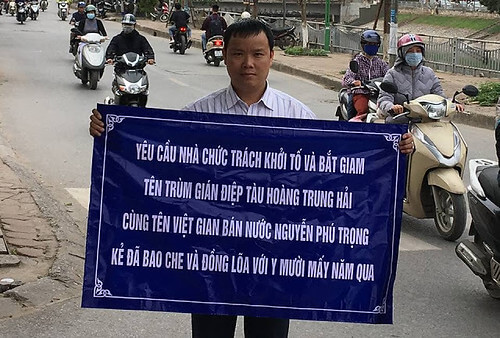 YÊU CẦU NHÀ CHỨC TRÁCH KHỞI TỐ VÀ BẮT GIAM
TÊN TRÙM GIÁN ĐIỆP TÀU HOÀNG TRUNG HẢI
CÙNG TÊN VIỆT GIAN BÁN NƯỚC NGUYỄN PHÚ TRỌNG
KẺ ĐÃ BAO CHE VÀ ĐỒNG LÕA VỚI Y MƯỜI MẤY NĂM QUA